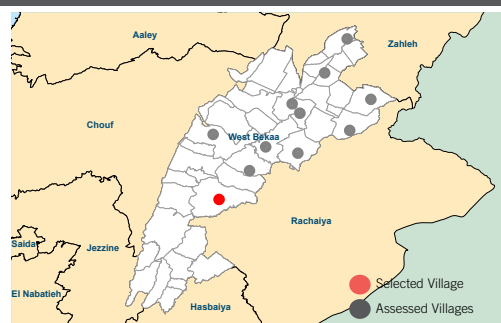 Aaley
Zahleh
Chouf
West Bekaa
Rachaiya
Saida
Jezzine
El Nabatieh
Hasbaiya
Selected Village
Assessed Villages